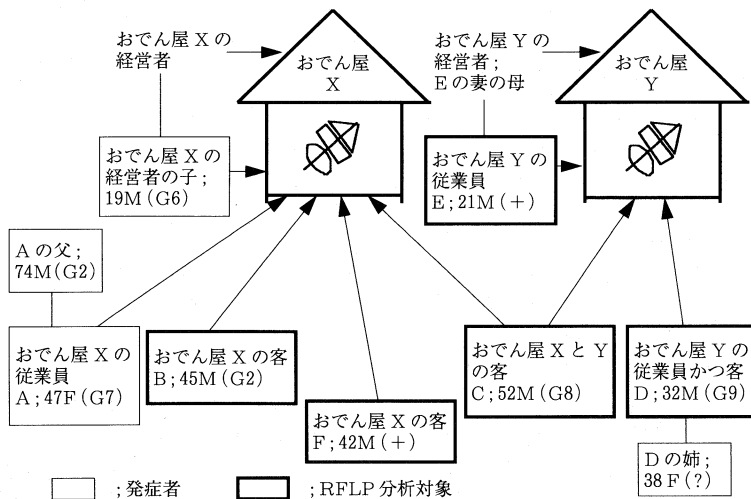 おでん屋Xの
経営者
おでん屋
X
おでん屋Yの
経営者;
Eの妻の母
おでん屋
Y
おでん屋Xの
経営者の子;
19M(G6)
おでん屋Yの
従業員
E;21M(+)
Aの父;
74M(G2)
おでん屋Xの
従業員
A;47F(G7)
おでん屋Xの客
B;45M(G2)
おでん屋Xの客
F;42M(+)
おでん屋XとY
の客
C;52M(G8)
おでん屋Yの
従業員かつ客
D;32M(G9)
Dの姉;
38F(?)
;発症者
;RFLP分析対象